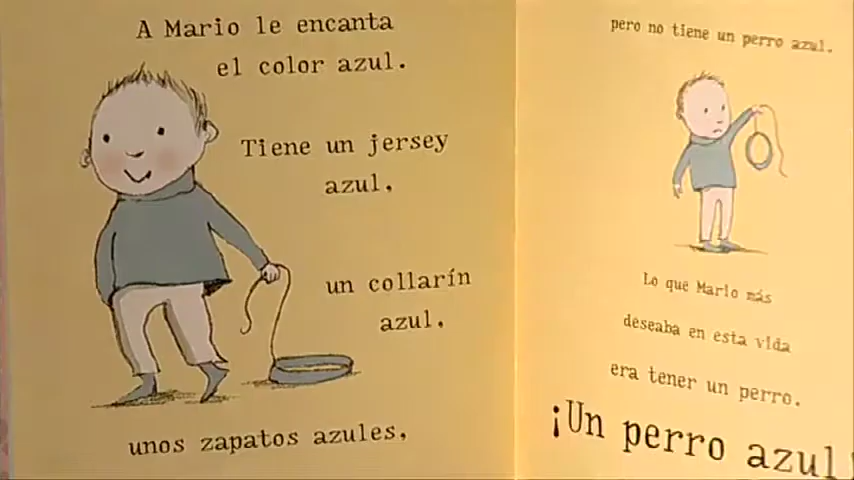 A Mario le encanta
el color azul.
Tiene un jersey
azul,
un collarín
azul,
unos zapatos azules,
pero no tiene un perro azul.
Lo que Mario más
deseaba en esta vida
era tener un perro.
¡Un perro azul!